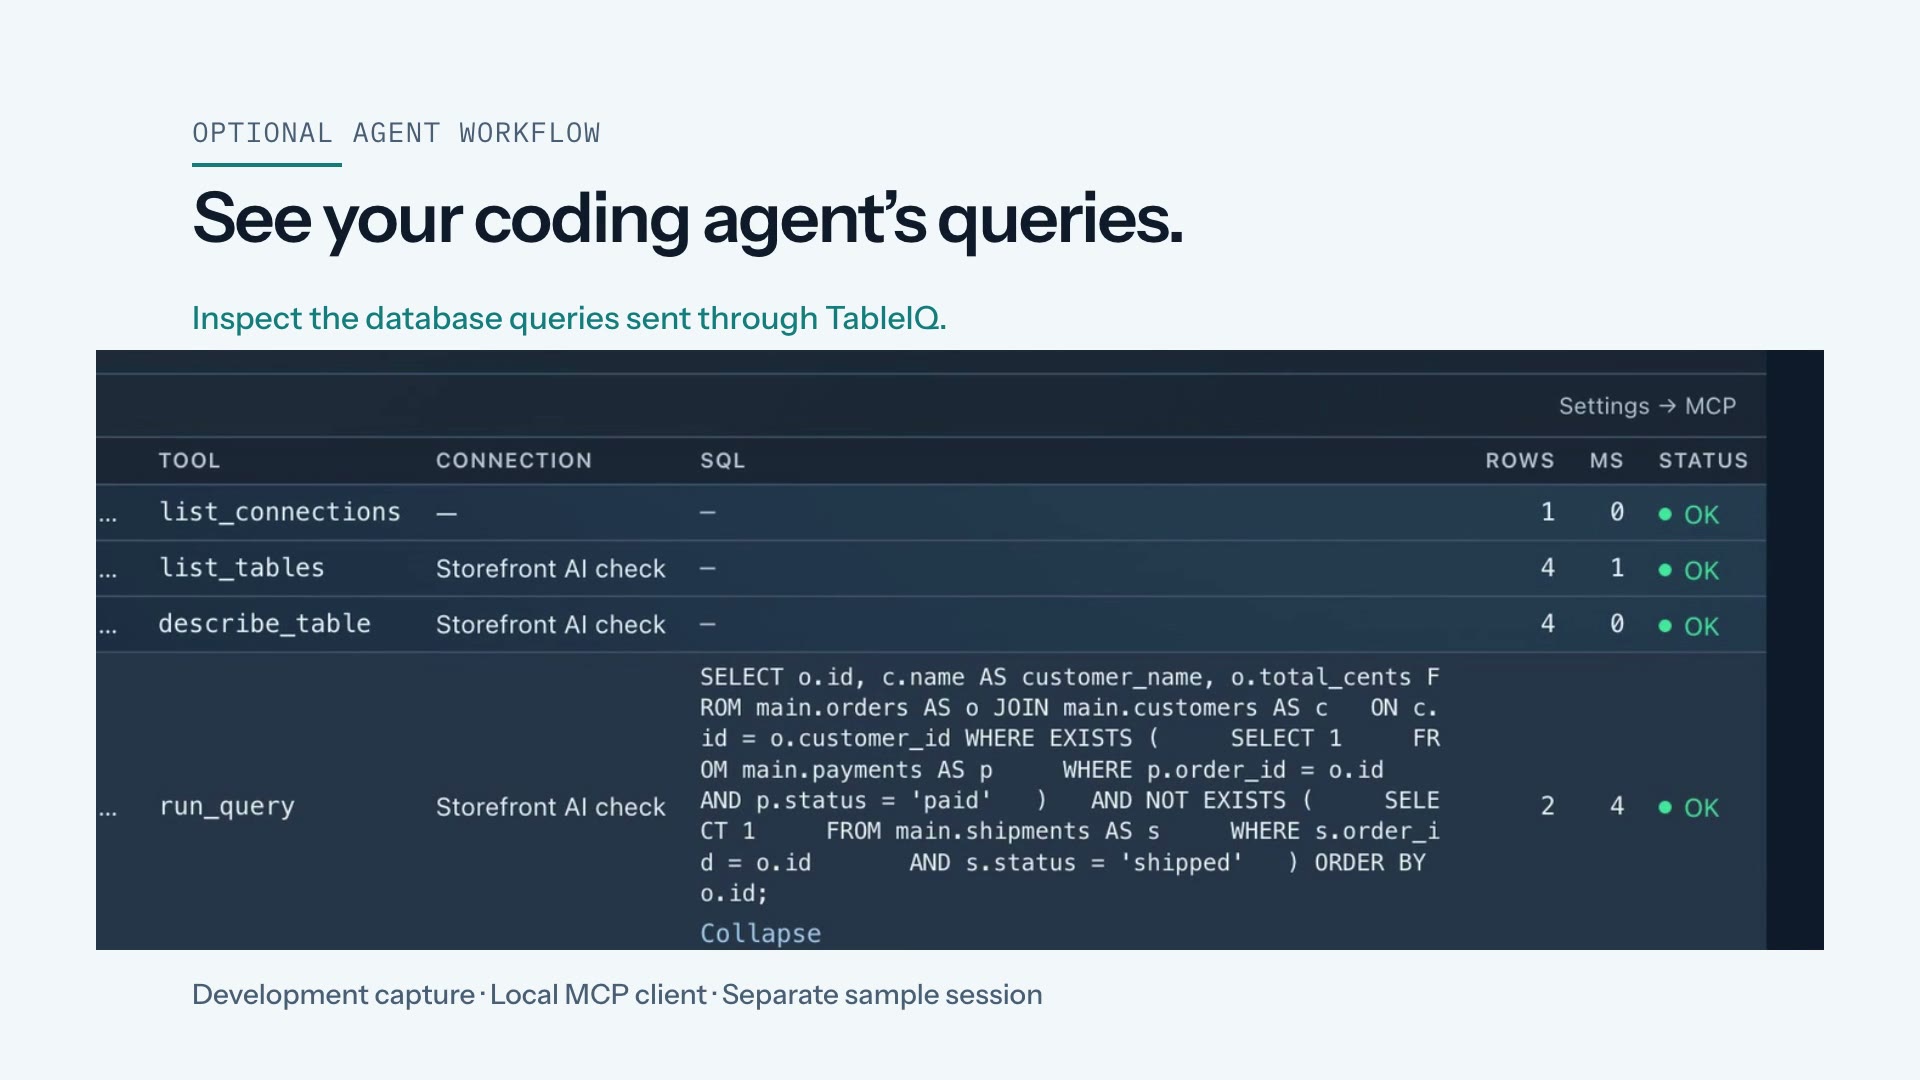 OPTIONAL AGENT WORKFLOW
See your coding agent’s queries.
Inspect the database queries sent through TableIQ.
Settings → MCP
TOOL CONNECTION SQL ROWS MS STATUS
... list_connections — — 1 0 OK
... list_tables Storefront AI check — 4 1 OK
... describe_table Storefront AI check — 4 0 OK
SELECT o.id, c.name AS customer_name, o.total_cents F
ROM main.orders AS o JOIN main.customers AS c   ON c.
id = o.customer_id WHERE EXISTS (     SELECT 1     FR
OM main.payments AS p     WHERE p.order_id = o.id
AND p.status = 'paid'   )   AND NOT EXISTS (     SELE
... run_query Storefront AI check 2 4 OK
CT 1     FROM main.shipments AS s     WHERE s.order_i
d = o.id       AND s.status = 'shipped'   ) ORDER BY
o.id;
Collapse
Development capture · Local MCP client · Separate sample session